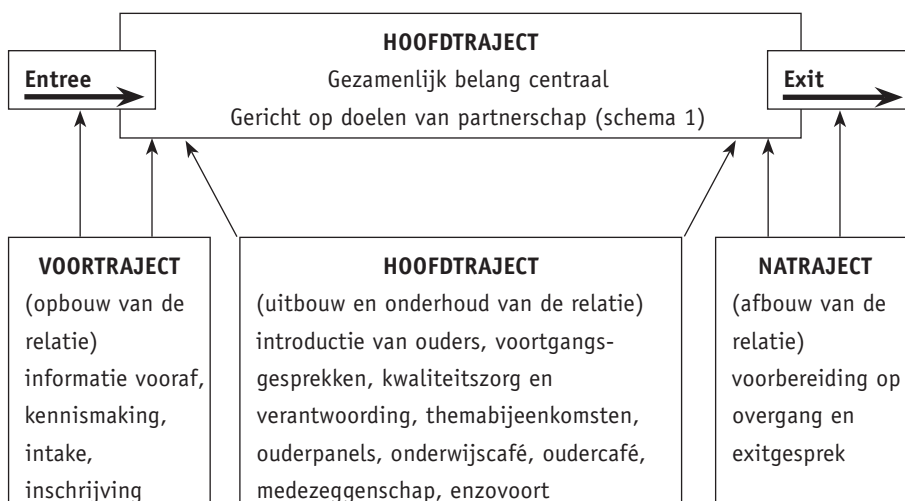 HOOFDTRAJECT
Gezamenlijk belang centraal
Gericht op doelen van partnerschap (schema 1)
Entree
Exit
VOORTRAJECT
(opbouw van de
relatie)
informatie vooraf,
kennismaking,
intake,
inschrijving
HOOFDTRAJECT
(uitbouw en onderhoud van de relatie)
introductie van ouders, voortgangs-
gesprekken, kwaliteitszorg en
verantwoording, themabijeenkomsten,
ouderpanels, onderwijscafé, oudercafé,
medezeggenschap, enzovoort
NATRAJECT
(afbouw van de
relatie)
voorbereiding op
overgang en
exitgesprek